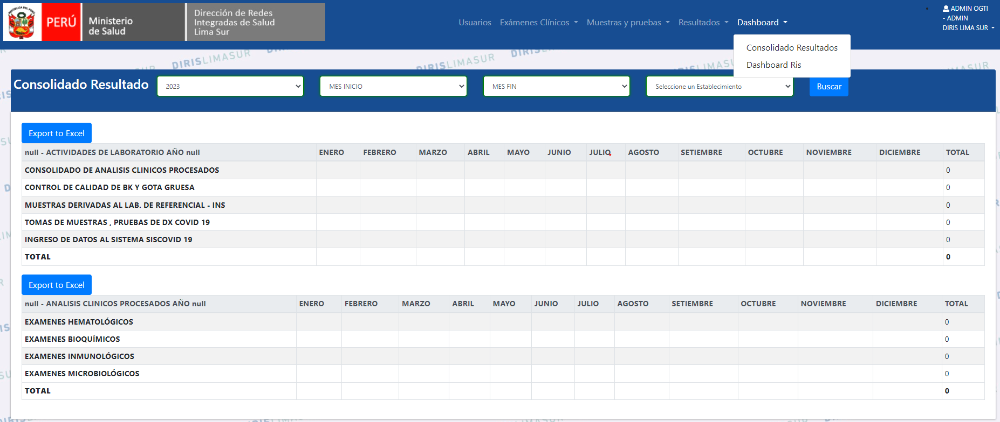 REPÚBLICA DEL PERÚ
PERÚ
Ministerio
de Salud
Dirección de Redes
Integradas de Salud
Lima Sur
Usuarios
Exámenes Clínicos
Muestras y pruebas
Resultados
Dashboard
ADMIN OGTI
- ADMIN
DIRIS LIMA SUR
Consolidado Resultados
Dashboard Ris
DIRISLIMASUR
DIRISLIMASUR
Consolidado Resultado
2023
MES INICIO
MES FIN
Seleccione un Establecimiento
Buscar
Export to Excel
null - ACTIVIDADES DE LABORATORIO AÑO null ENERO FEBRERO MARZO ABRIL MAYO JUNIO JULIO AGOSTO SETIEMBRE OCTUBRE NOVIEMBRE DICIEMBRE TOTAL
CONSOLIDADO DE ANALISIS CLINICOS PROCESADOS 0
CONTROL DE CALIDAD DE BK Y GOTA GRUESA 0
MUESTRAS DERIVADAS AL LAB. DE REFERENCIAL - INS 0
TOMAS DE MUESTRAS , PRUEBAS DE DX COVID 19 0
INGRESO DE DATOS AL SISTEMA SISCOVID 19 0
TOTAL 0
Export to Excel
null - ANALISIS CLINICOS PROCESADOS AÑO null ENERO FEBRERO MARZO ABRIL MAYO JUNIO JULIO AGOSTO SETIEMBRE OCTUBRE NOVIEMBRE DICIEMBRE TOTAL
EXAMENES HEMATOLÓGICOS 0
EXAMENES BIOQUÍMICOS 0
EXAMENES INMUNOLÓGICOS 0
EXAMENES MICROBIOLÓGICOS 0
TOTAL 0